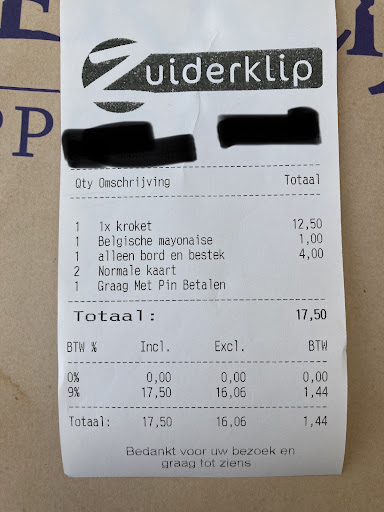 Zuiderklip
Qty Omschrijving Totaal
1 1x kroket 12,50
1 Belgische mayonaise 1,00
1 alleen bord en bestek 4,00
2 Normale kaart
1 Graag Met Pin Betalen
Totaal: 17,50
BTW % Incl. Excl. BTW
0% 0,00 0,00 0,00
9% 17,50 16,06 1,44
Totaal: 17,50 16,06 1,44
Bedankt voor uw bezoek en
graag tot ziens